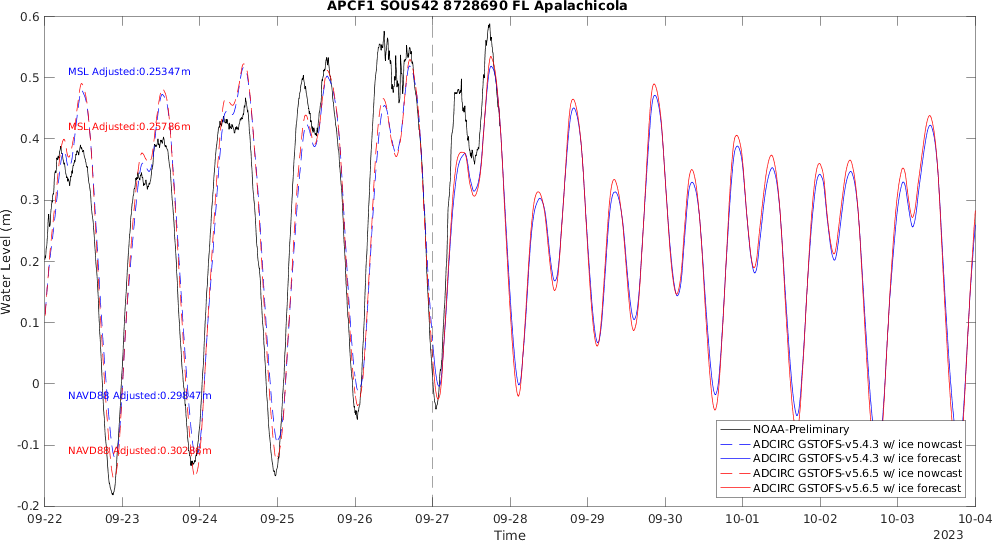 APCF1 SOUS42 8728690 FL Apalachicola
Water Level (m)
0.6
0.5
0.4
0.3
0.2
0.1
0
-0.1
-0.2
MSL Adjusted:0.25347m
MSL Adjusted:0.25786m
NAVD88 Adjusted:0.29847m
NAVD88 Adjusted:0.30286m
NOAA-Preliminary
ADCIRC GSTOFS-v5.4.3 w/ ice nowcast
ADCIRC GSTOFS-v5.4.3 w/ ice forecast
ADCIRC GSTOFS-v5.6.5 w/ ice nowcast
ADCIRC GSTOFS-v5.6.5 w/ ice forecast
09-22 09-23 09-24 09-25 09-26 09-27 09-28 09-29 09-30 10-01 10-02 10-03 10-04
Time
2023